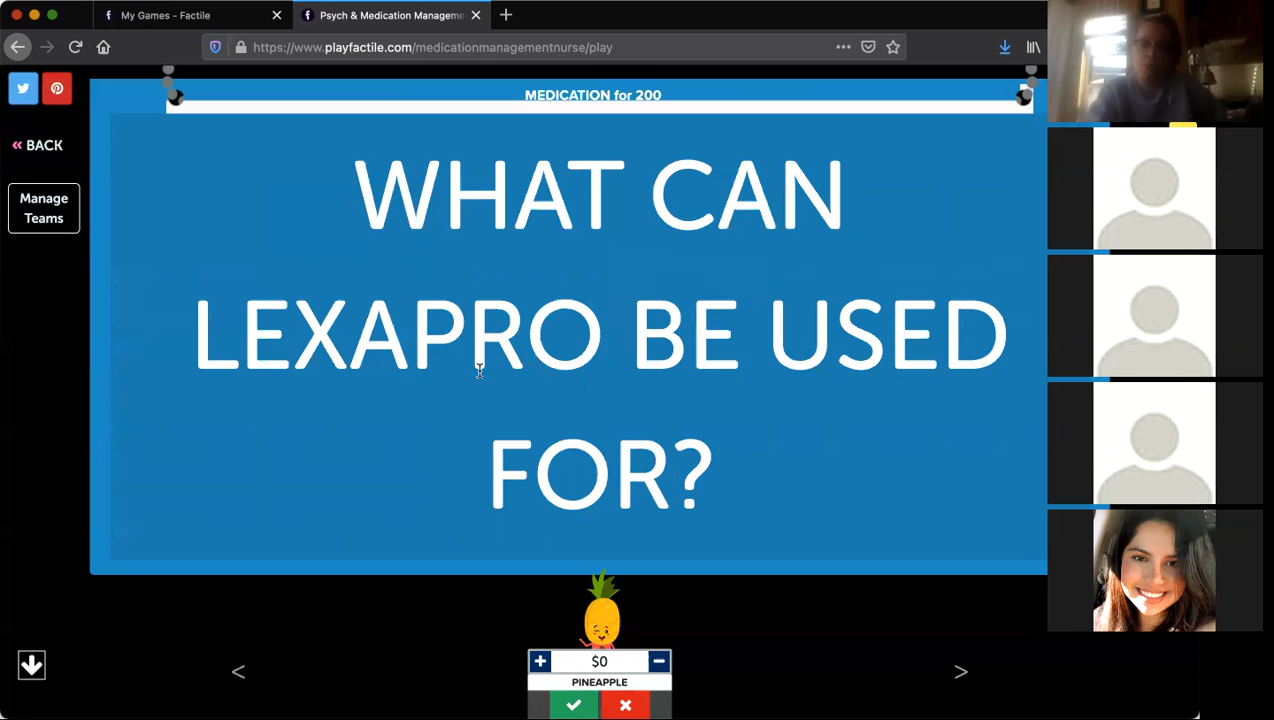 My Games - Factile
Psych & Medication Manageme
https://www.playfactile.com/medicationmanagementnurse/play
MEDICATION for 200
« BACK
Manage
Teams
WHAT CAN
LEXAPRO BE USED
FOR?
$0
PINEAPPLE